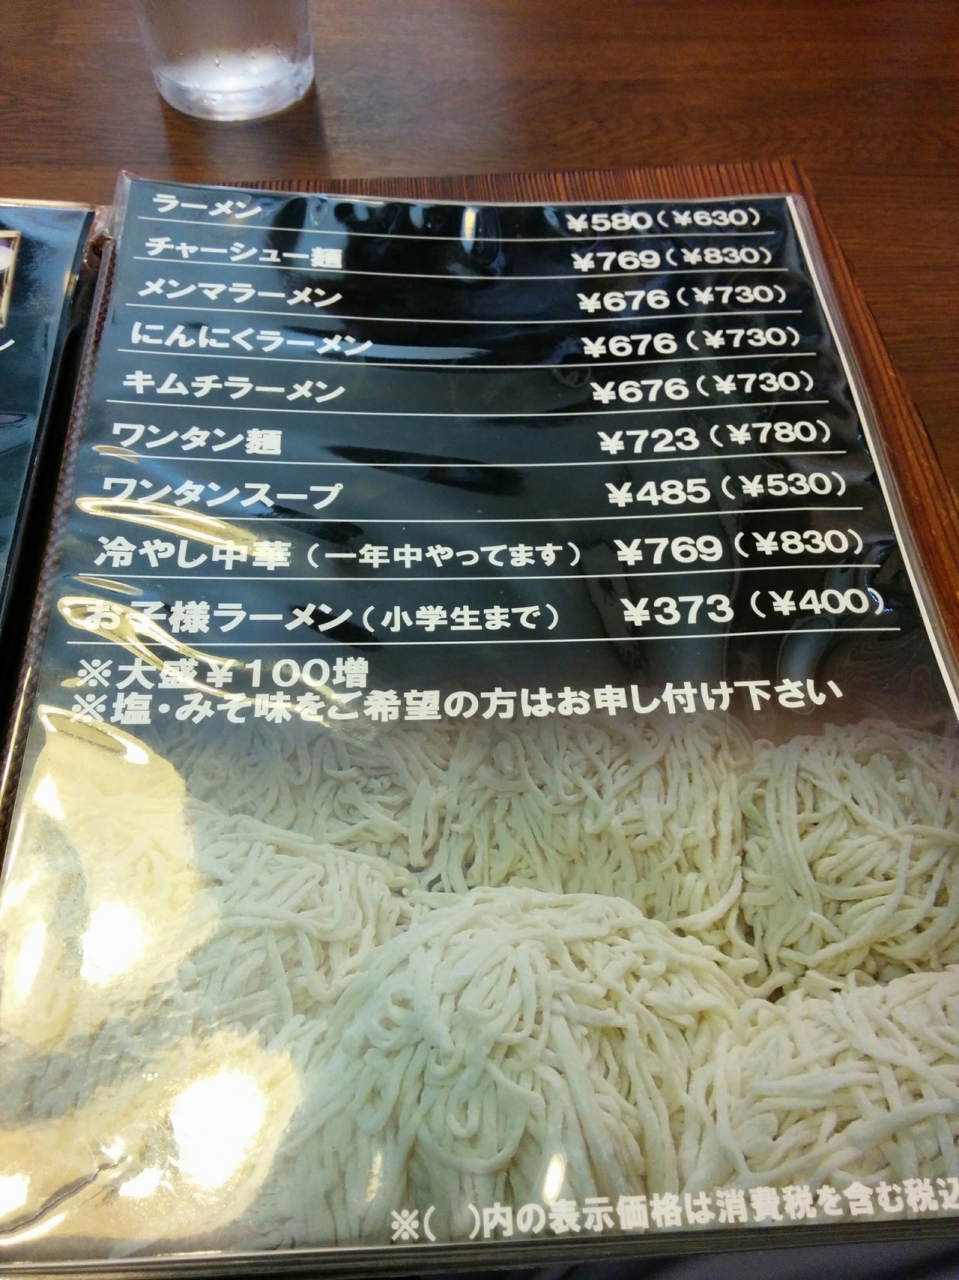 ラーメン ¥580(¥630)
チャーシュー麺 ¥769(¥830)
メンマラーメン ¥676(¥730)
にんにくラーメン ¥676(¥730)
キムチラーメン ¥676(¥730)
ワンタン麺 ¥723(¥780)
ワンタンスープ ¥485(¥530)
冷やし中華(一年中やってます) ¥769(¥830)
お子様ラーメン(小学生まで) ¥373(¥400)
※大盛¥100増
※塩・みそ味をご希望の方はお申し付け下さい
※( )内の表示価格は消費税を含む税込